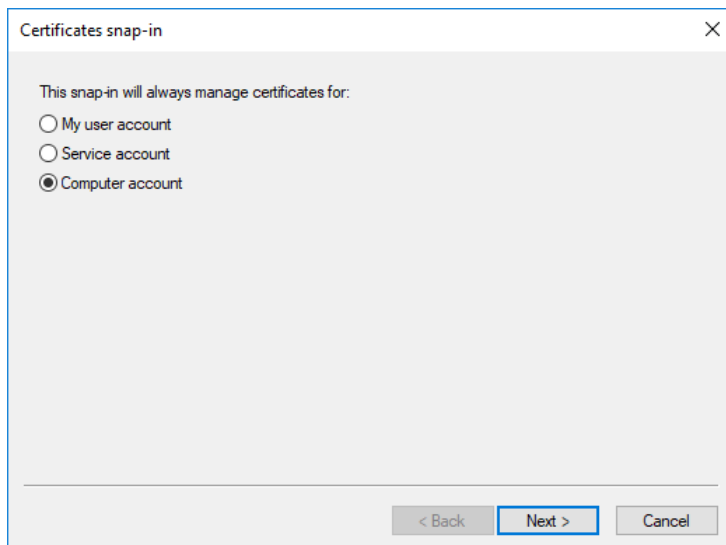 Certificates snap-in
This snap-in will always manage certificates for:
My user account
Service account
Computer account
< Back Next > Cancel